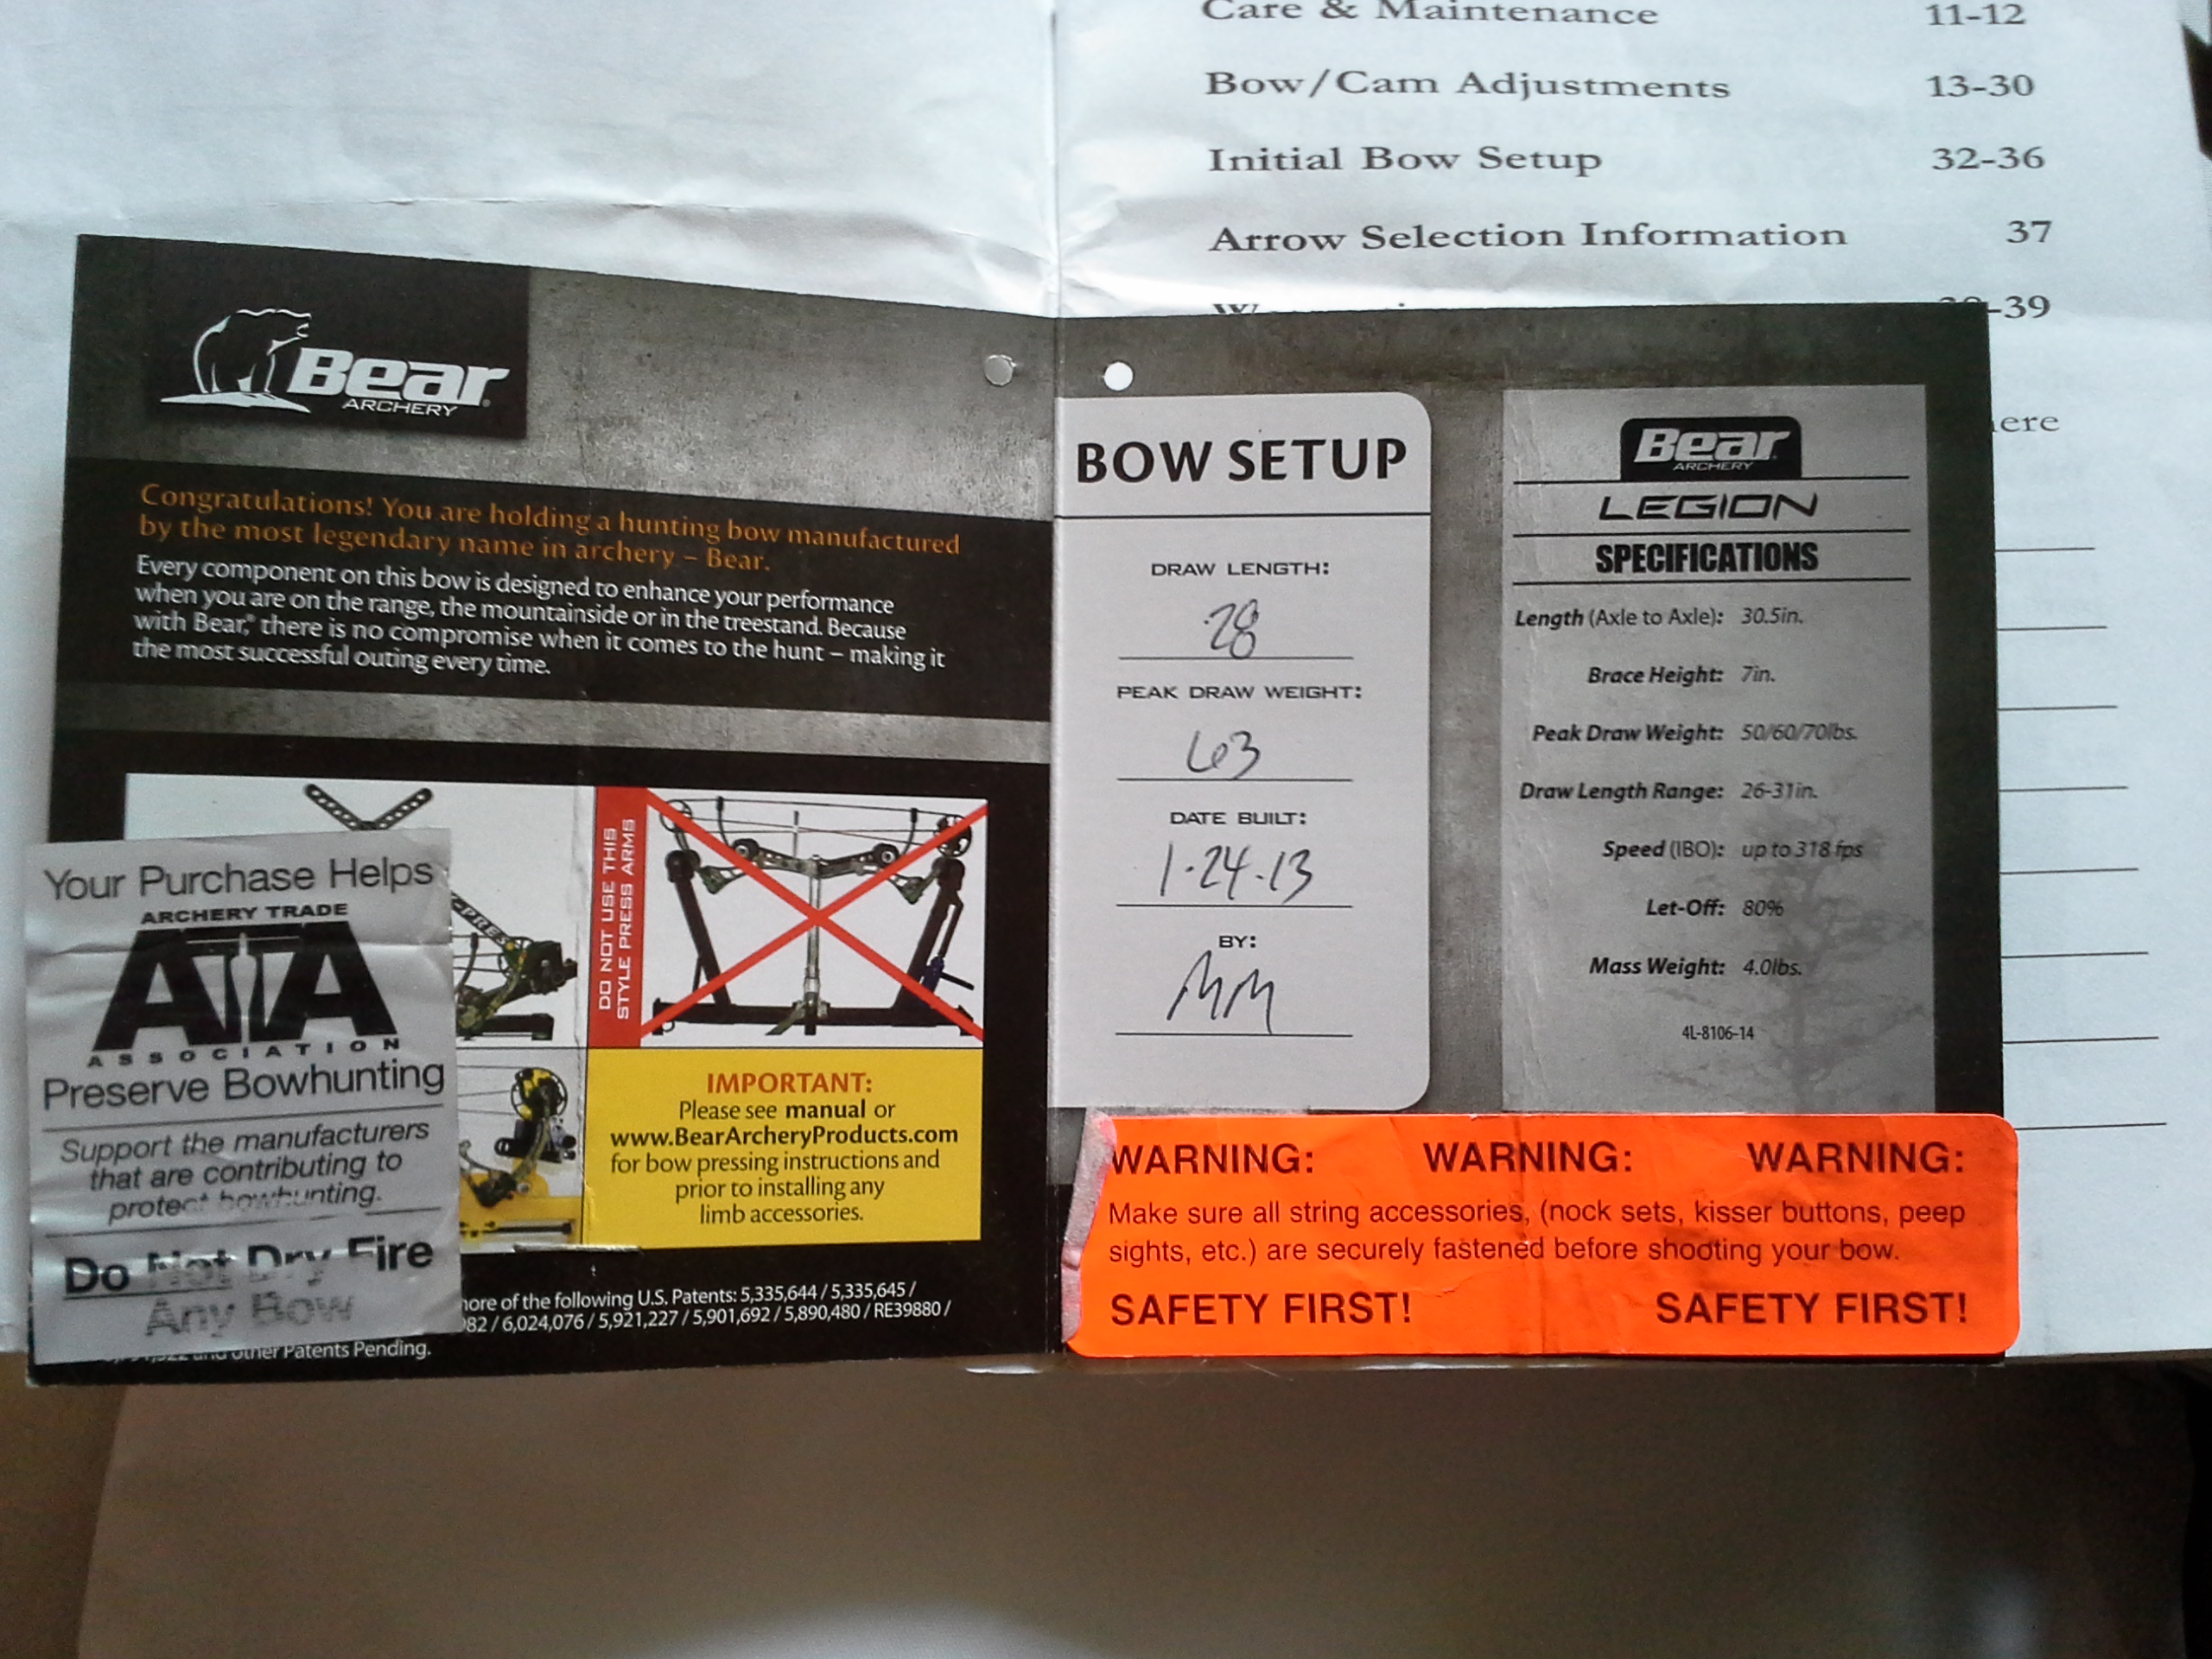 Care & Maintenance 11-12
Bow/Cam Adjustments 13-30
Initial Bow Setup 32-36
Arrow Selection Information 37
-39
Bear
ARCHERY
Congratulations! You are holding a hunting bow manufactured
by the most legendary name in archery – Bear.
Every component on this bow is designed to enhance your performance
when you are on the range, the mountainside or in the treestand. Because
with Bear,® there is no compromise when it comes to the hunt – making it
the most successful outing every time.
DO NOT USE THIS
STYLE PRESS ARMS
IMPORTANT:
Please see manual or
www.BearArcheryProducts.com
for bow pressing instructions and
prior to installing any
limb accessories.
Your Purchase Helps
ARCHERY TRADE
ATA
ASSOCIATION
Preserve Bowhunting
Support the manufacturers
that are contributing to
protect bowhunting.
Do Not Dry Fire
Any Bow
more of the following U.S. Patents: 5,335,644 / 5,335,645 /
82 / 6,024,076 / 5,921,227 / 5,901,692 / 5,890,480 / RE39880 /
and other Patents Pending.
BOW SETUP
DRAW LENGTH:
28
PEAK DRAW WEIGHT:
63
DATE BUILT:
1-24-13
BY:
MM
Bear
ARCHERY
LEGION
SPECIFICATIONS
Length (Axle to Axle): 30.5in.
Brace Height: 7in.
Peak Draw Weight: 50/60/70lbs.
Draw Length Range: 26-31in.
Speed (IBO): up to 318 fps
Let-Off: 80%
Mass Weight: 4.0lbs.
4L-8106-14
WARNING: WARNING: WARNING:
Make sure all string accessories, (nock sets, kisser buttons, peep
sights, etc.) are securely fastened before shooting your bow.
SAFETY FIRST! SAFETY FIRST!